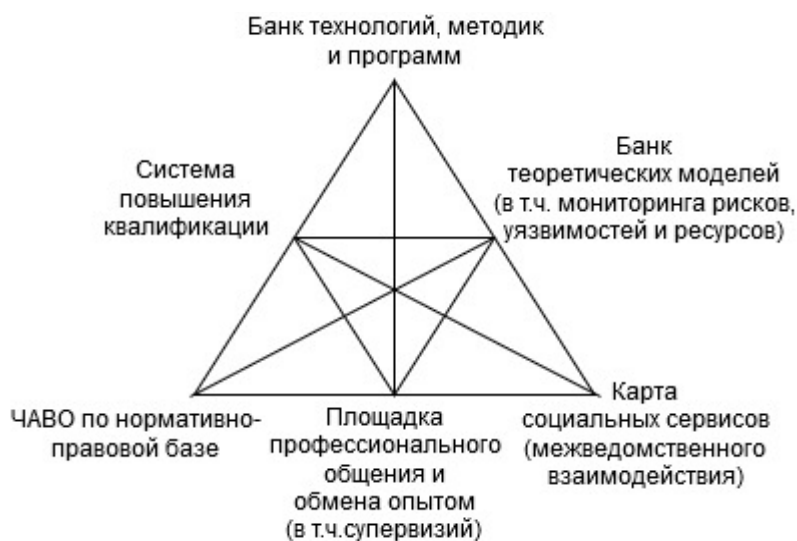 Банк технологий, методик
и программ
Система
повышения
квалификации
Банк
теоретических моделей
(в т.ч. мониторинга рисков,
уязвимостей и ресурсов)
ЧАВО по нормативно-
правовой базе
Площадка
профессионального
общения и
обмена опытом
(в т.ч.супервизий)
Карта
социальных сервисов
(межведомственного
взаимодействия)